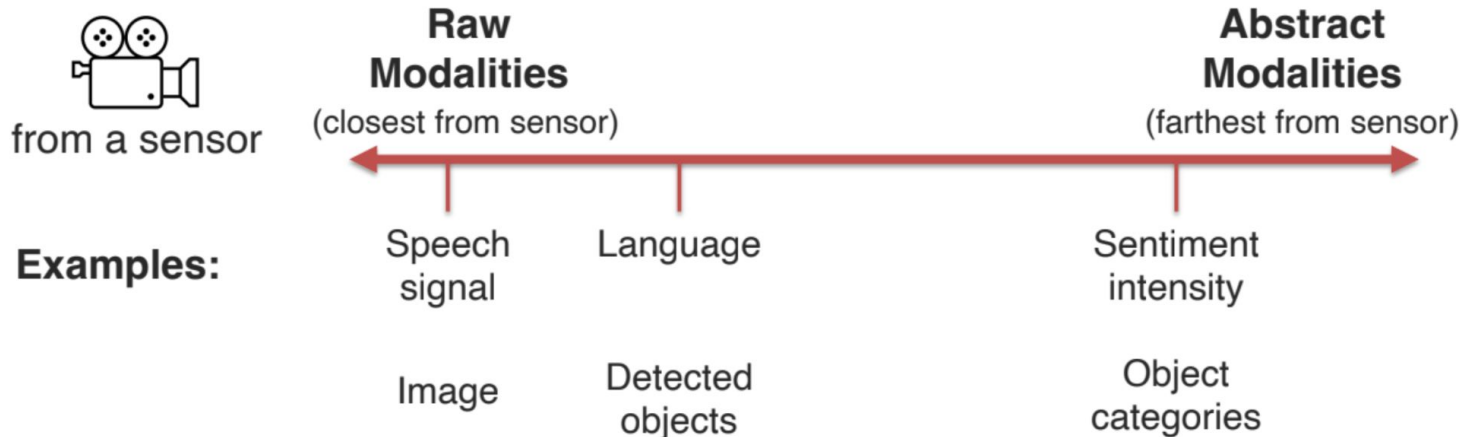 Raw
Modalities
(closest from sensor)
Abstract
Modalities
(farthest from sensor)
from a sensor
Examples:
Speech
signal
Language
Sentiment
intensity
Image
Detected
objects
Object
categories